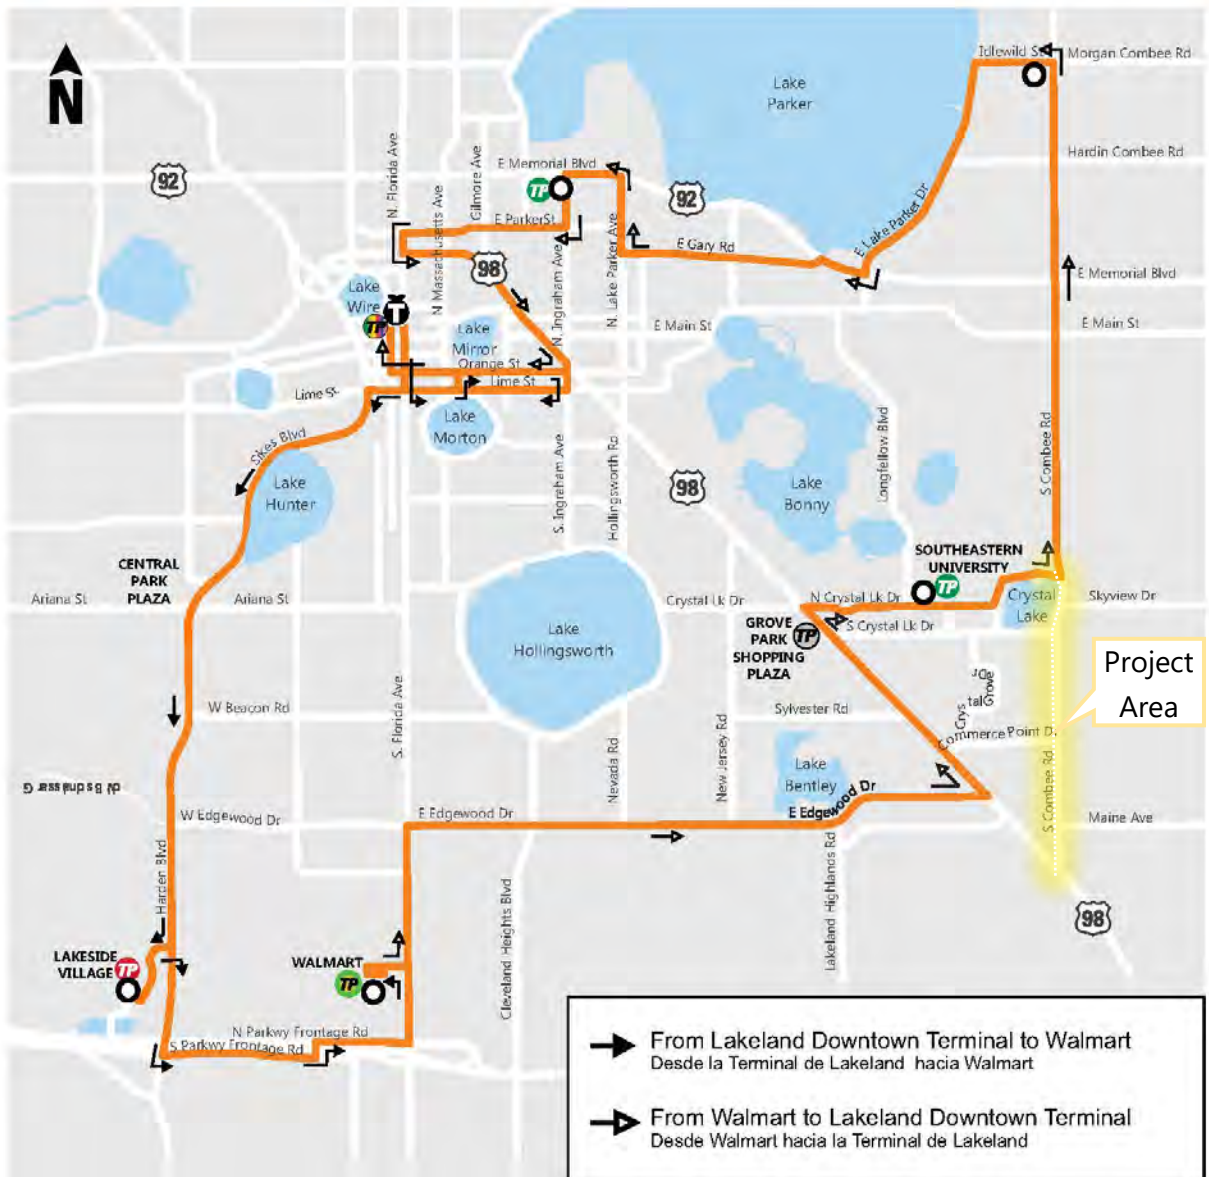 N
Idlewild St
Morgan Combee Rd
Lake
Parker
Hardin Combee Rd
92
N. Florida Ave
N Massachusetts Ave
Gilmore Ave
E Memorial Blvd
TP
E ParkerSt
92
E Lake Parker Dr
E Gary Rd
N. Lake Parker Ave
N. Ingraham Ave
98
E Memorial Blvd
Lake
Wire
T
TP
E Main St
E Main St
Lake
Mirror
Orange St
Lime St
Lime St
Lake
Morton
Sikes Blvd
Lake
Hunter
S. Ingraham Ave
Hollingsworth Rd
98
Lake
Bonny
Longfellow Blvd
S Combee Rd
SOUTHEASTERN
UNIVERSITY
TP
CENTRAL
PARK
PLAZA
Ariana St
Ariana St
Crystal Lk Dr
N Crystal Lk Dr
Crystal
Lake
Skyview Dr
GROVE
PARK
SHOPPING
PLAZA
TP
S Crystal Lk Dr
Lake
Hollingsworth
Project
Area
W Beacon Rd
S. Florida Ave
Sylvester Rd
Commerce Point D
Nevada Rd
New Jersey Rd
Lake
Bentley
S Combee Rd
W Edgewood Dr
E Edgewood Dr
E Edgewood Dr
Maine Ave
Harden Blvd
Cleveland Heights Blvd
Lakeland Highlands Rd
98
LAKESIDE
VILLAGE
TP
WALMART
TP
N Parkwy Frontage Rd
S Parkwy Frontage Rd
From Lakeland Downtown Terminal to Walmart
Desde la Terminal de Lakeland hacia Walmart
From Walmart to Lakeland Downtown Terminal
Desde Walmart hacia la Terminal de Lakeland